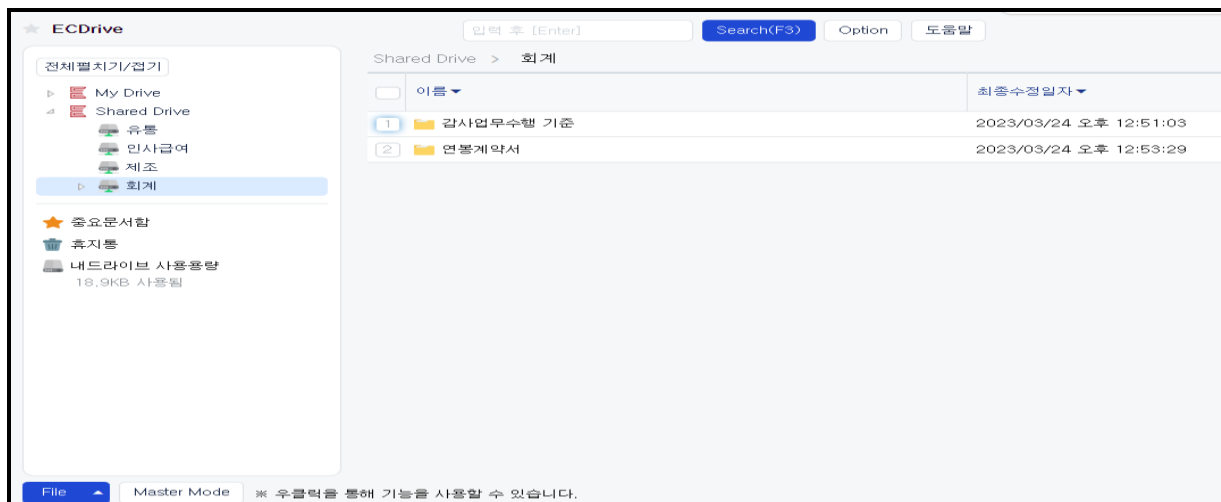 ECDrive
입력 후 [Enter]
Search(F3)
Option
도움말
전체펼치기/접기
My Drive
Shared Drive
유통
인사급여
제조
회계
중요문서함
휴지통
내드라이브 사용용량
18.9KB 사용됨
Shared Drive > 회계
이름 최종수정일자
1 감사업무수행 기준 2023/03/24 오후 12:51:03
2 연봉계약서 2023/03/24 오후 12:53:29
File
Master Mode
※ 우클릭을 통해 기능을 사용할 수 있습니다.